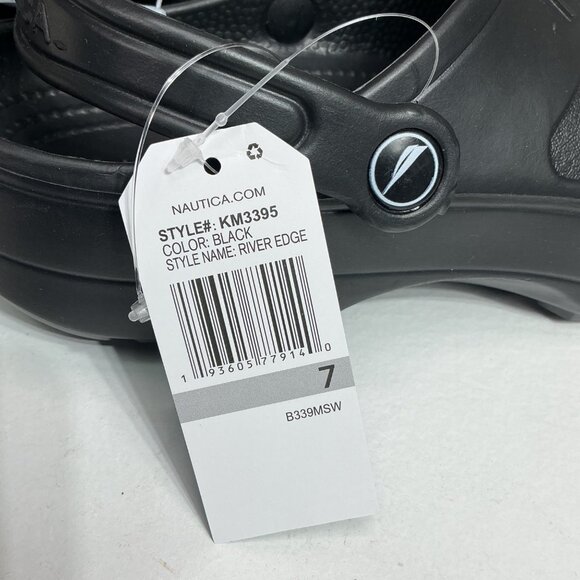 NAUTICA.COM
STYLE#: KM3395
COLOR: BLACK
STYLE NAME: RIVER EDGE
1 93605 77914 0
7
B339MSW